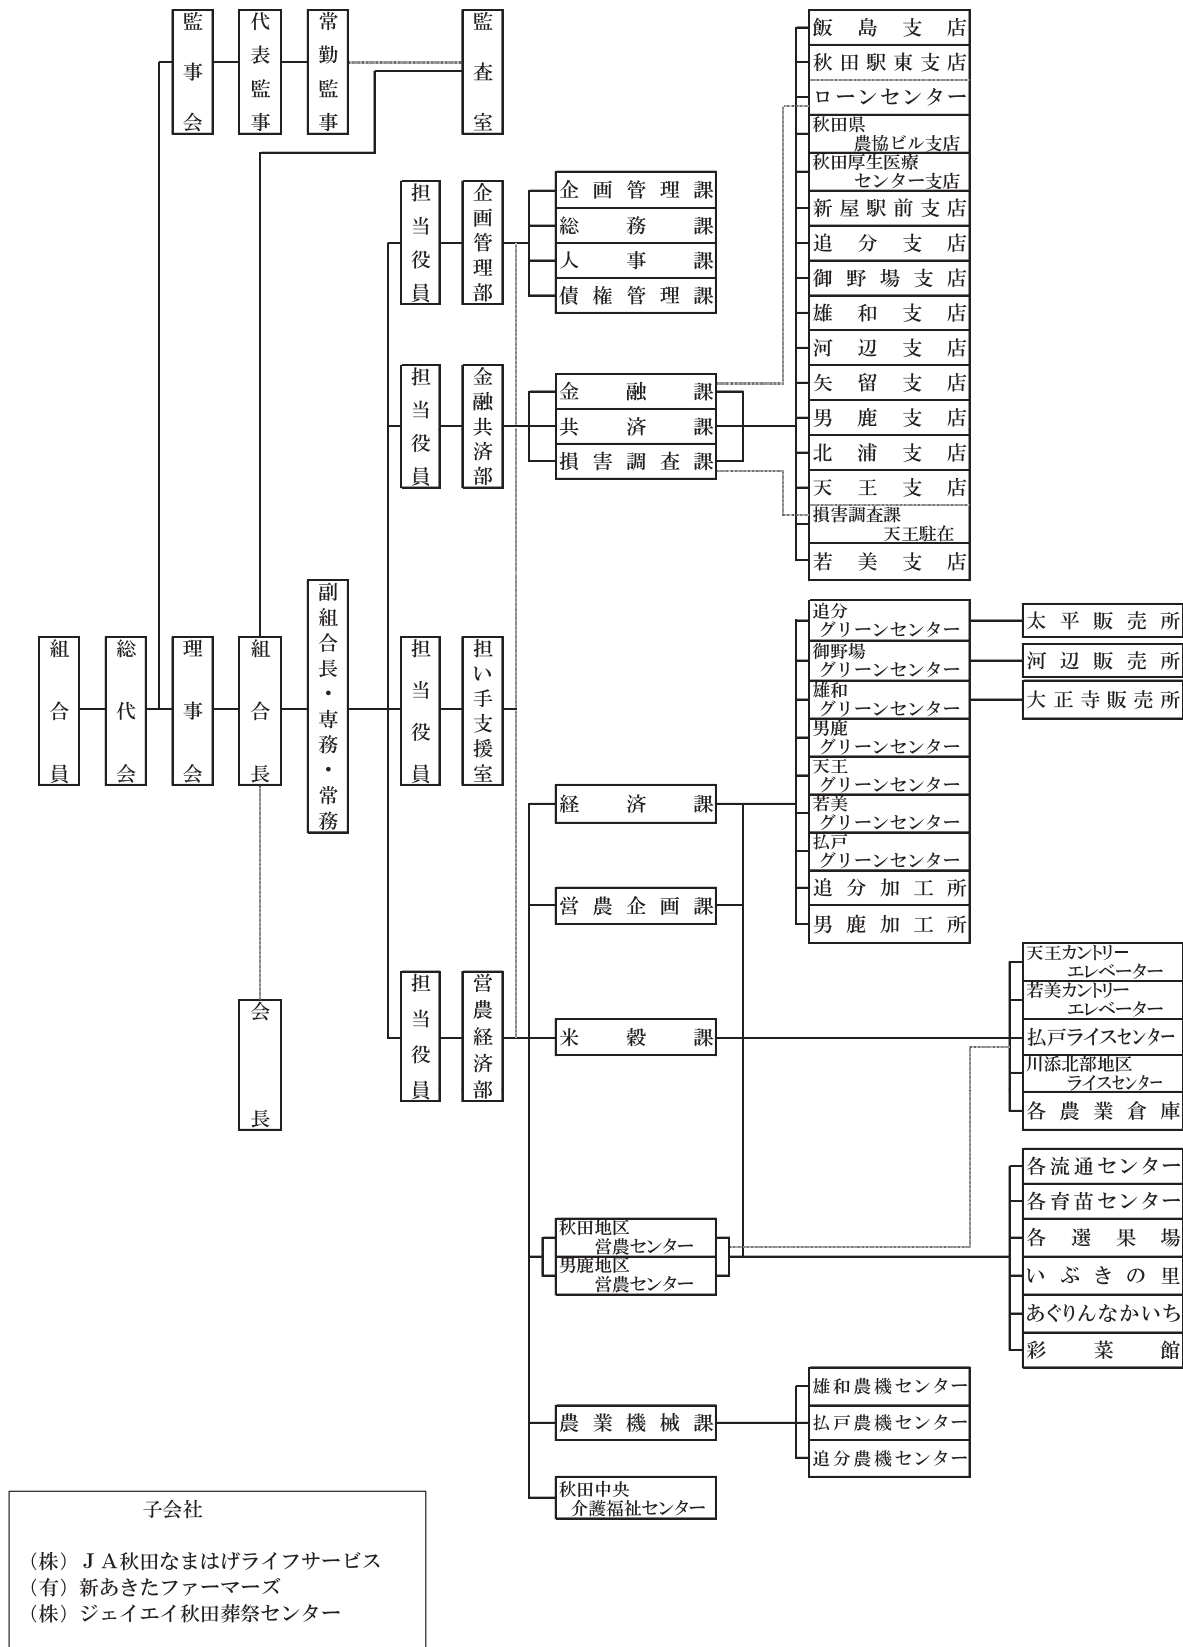 監事会
代表監事
常勤監事
監査室
組合員
総代会
理事会
組合長
会長
副組合長・専務・常務
担当役員
企画管理部
企画管理課
総務課
人事課
債権管理課
担当役員
金融共済部
金融課
共済課
損害調査課
飯島支店
秋田駅東支店
ローンセンター
秋田県
農協ビル支店
秋田厚生医療
センター支店
新屋駅前支店
追分支店
御野場支店
雄和支店
河辺支店
矢留支店
男鹿支店
北浦支店
天王支店
損害調査課
天王駐在
若美支店
担当役員
担い手支援室
担当役員
営農経済部
経済課
営農企画課
米穀課
秋田地区
営農センター
男鹿地区
営農センター
農業機械課
秋田中央
介護福祉センター
追分
グリーンセンター
御野場
グリーンセンター
雄和
グリーンセンター
男鹿
グリーンセンター
天王
グリーンセンター
若美
グリーンセンター
払戸
グリーンセンター
追分加工所
男鹿加工所
太平販売所
河辺販売所
大正寺販売所
天王カントリー
エレベーター
若美カントリー
エレベーター
払戸ライスセンター
川添北部地区
ライスセンター
各農業倉庫
各流通センター
各育苗センター
各選果場
いぶきの里
あぐりんなかいち
彩菜館
雄和農機センター
払戸農機センター
追分農機センター
子会社
（株）ＪＡ秋田なまはげライフサービス
（有）新あきたファーマーズ
（株）ジェイエイ秋田葬祭センター